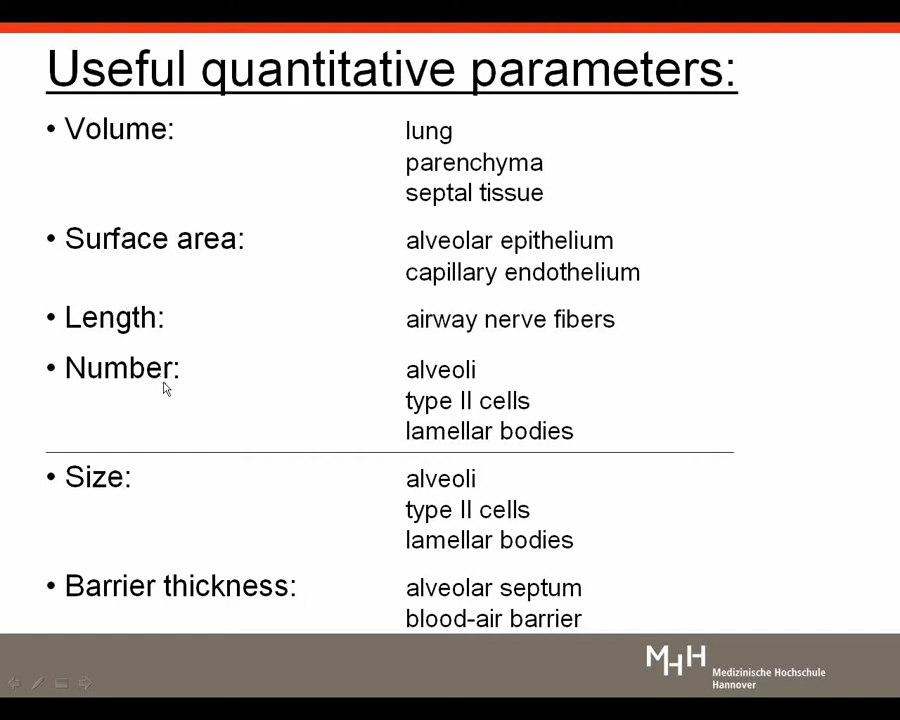 Useful quantitative parameters:
• Volume: lung
parenchyma
septal tissue
• Surface area: alveolar epithelium
capillary endothelium
• Length: airway nerve fibers
• Number: alveoli
type II cells
lamellar bodies
• Size: alveoli
type II cells
lamellar bodies
• Barrier thickness: alveolar septum
blood-air barrier
MHH
Medizinische Hochschule
Hannover